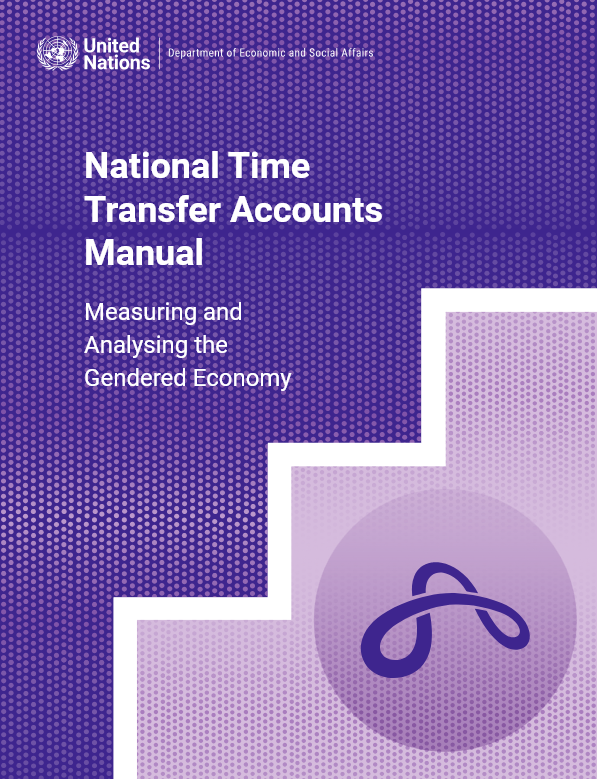 United
Nations
Department of Economic and Social Affairs
National Time
Transfer Accounts
Manual
Measuring and
Analysing the
Gendered Economy